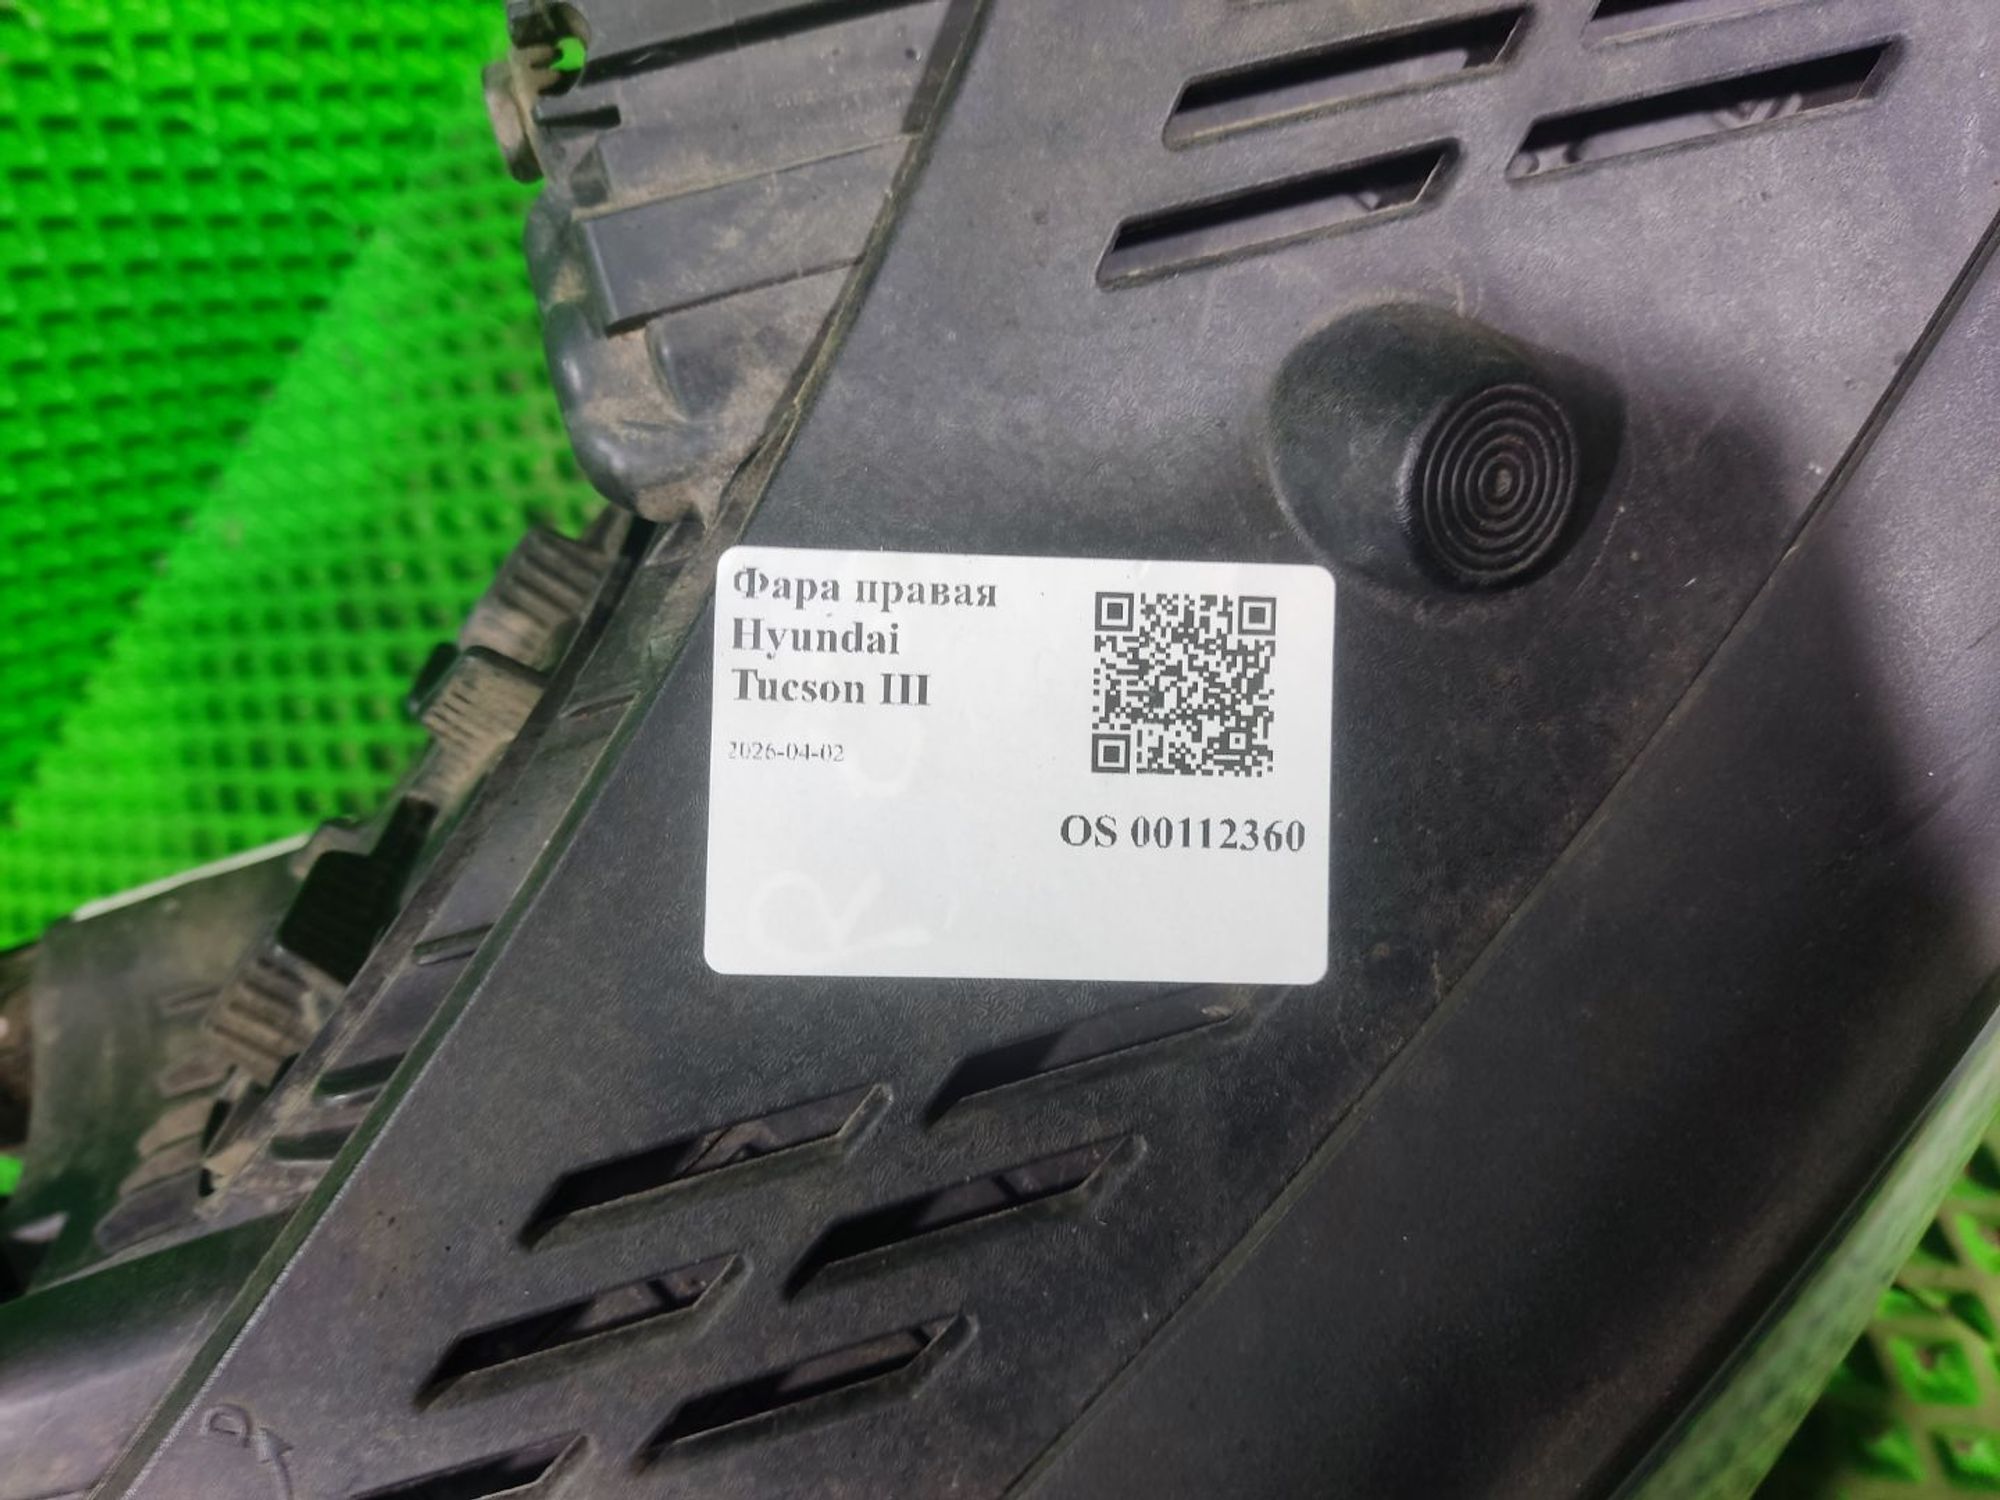 Фара правая
Hyundai
Tucson III
2026-04-02
OS 00112360
R
D